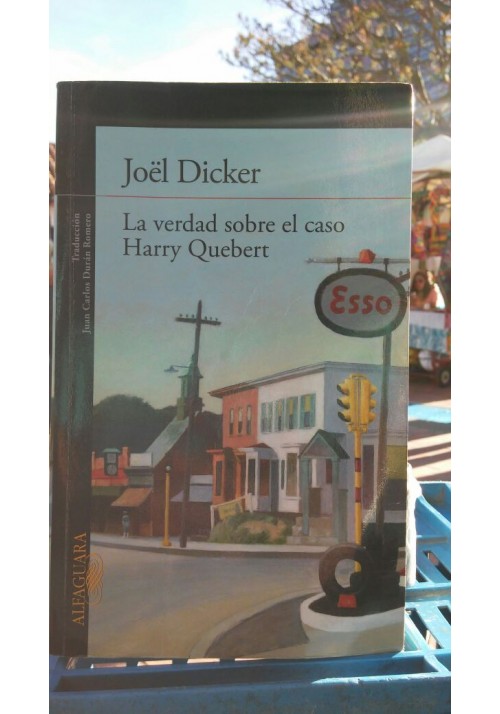 Joël Dicker
La verdad sobre el caso
Harry Quebert
Traducción
Juan Carlos Durán Romero
Esso
ALFAGUARA